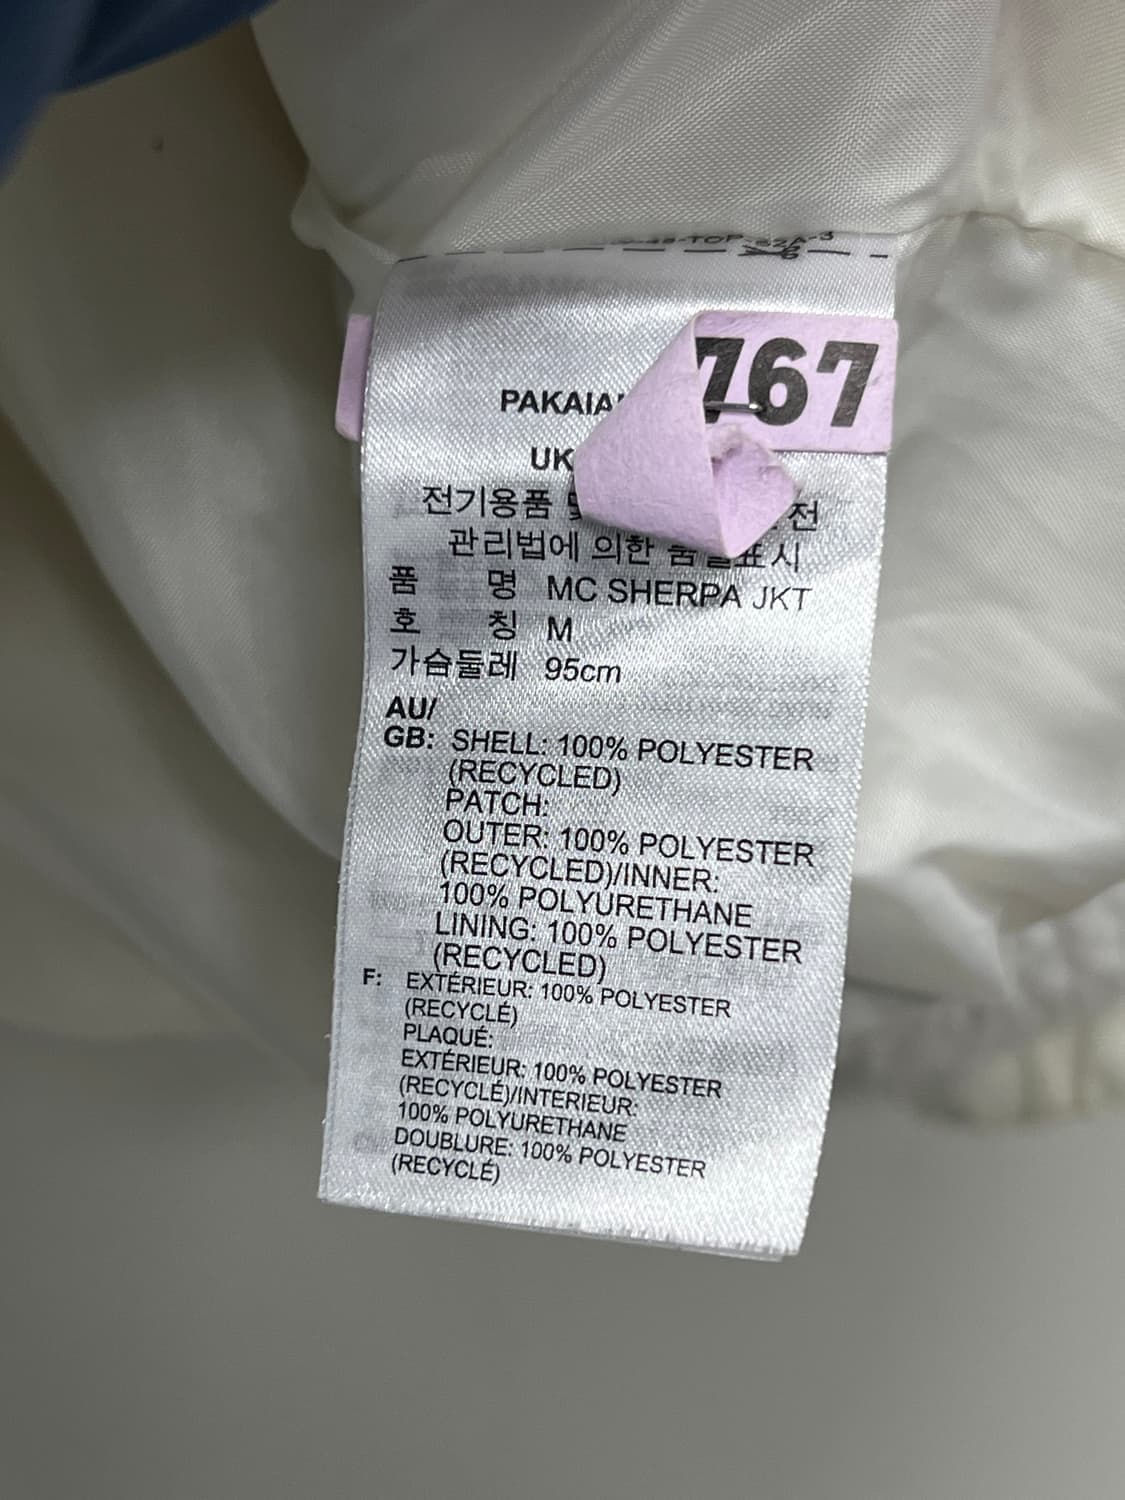 767
PAKAIA
UK
전기용품 및 전
관리법에 의한 품질표시
품 명 MC SHERPA JKT
호 칭 M
가슴둘레 95cm
AU/
GB: SHELL: 100% POLYESTER
(RECYCLED)
PATCH:
OUTER: 100% POLYESTER
(RECYCLED)/INNER:
100% POLYURETHANE
LINING: 100% POLYESTER
(RECYCLED)
F: EXTÉRIEUR: 100% POLYESTER
(RECYCLÉ)
PLAQUÉ:
EXTÉRIEUR: 100% POLYESTER
(RECYCLÉ)/INTERIEUR:
100% POLYURETHANE
DOUBLURE: 100% POLYESTER
(RECYCLÉ)